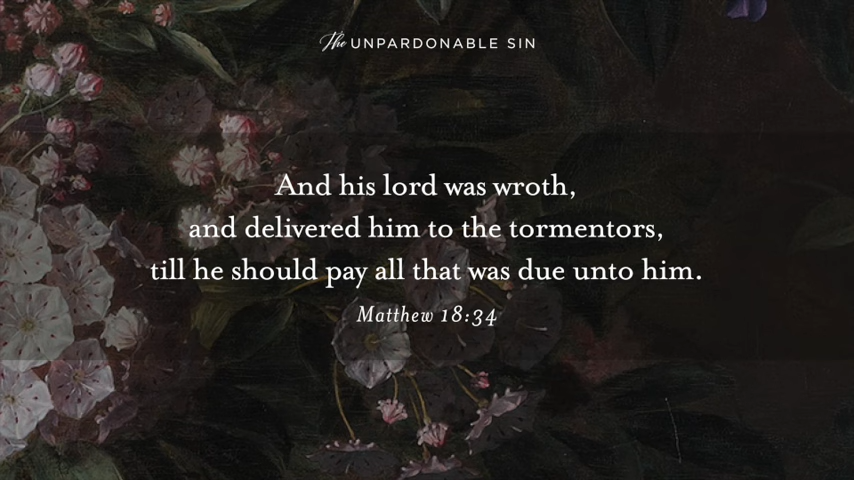 The UNPARDONABLE SIN
And his lord was wroth,
and delivered him to the tormentors,
till he should pay all that was due unto him.
Matthew 18:34